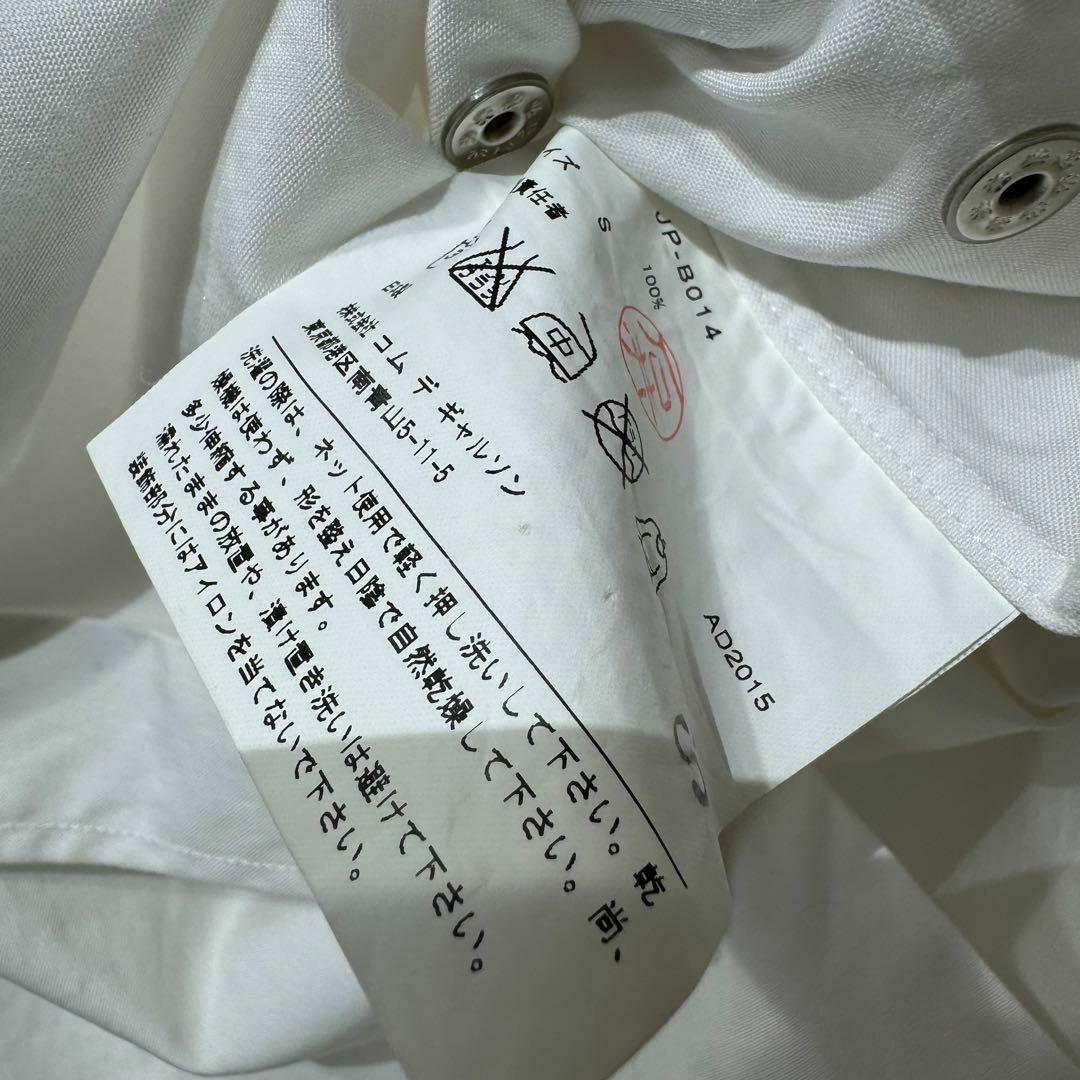 JP-B014
100%
AD2015
イズ S
責任者
株式会社 コム デ ギャルソン
東京都港区南青山5-11-5
洗濯の際は、ネット使用で軽く押し洗いして下さい。乾
燥機は使わず、形を整え日陰で自然乾燥して下さい。尚、
多少伸縮する事があります。
濡れたままの放置や、漬け置き洗いは避けて下さい。
装飾部分にはアイロンを当てないで下さい。